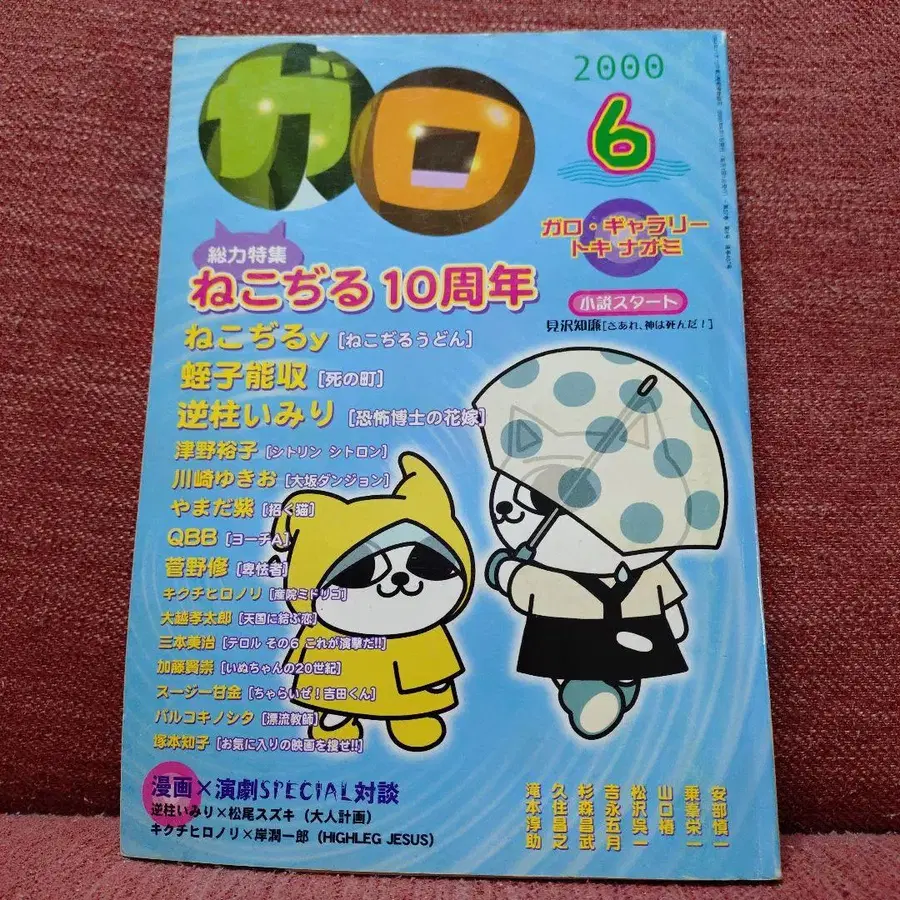 ガロ
2000
6
ガロ・ギャラリー
トキ ナオミ
総力特集
ねこぢる10周年
小説スタート
見沢知廉[さあれ、神は死んだ!]
ねこぢるy [ねこぢるうどん]
蛭子能収 [死の町]
逆柱いみり [恐怖博士の花嫁]
津野裕子 [シトリン シトロン]
川崎ゆきお [大坂ダンジョン]
やまだ紫 [招く猫]
QBB [ヨーチA]
菅野修 [卑怯者]
キクチヒロノリ [産院ミドリゴ]
大越孝太郎 [天国に結ぶ恋]
三本美治 [テロル その6 これが演撃だ!!]
加藤賢崇 [いぬちゃんの20世紀]
スージー甘金 [ちゃらいぜ!吉田くん]
パルコキノシタ [漂流教師]
塚本知子 [お気に入りの映画を捜せ!!]
漫画×演劇SPECIAL対談
逆柱いみり×松尾スズキ(大人計画)
キクチヒロノリ×岸潤一郎(HIGHLEG JESUS)
安部慎一
乗峯栄一
山口椿
松沢呉一
吉永五月
杉森昌武
久住昌之
滝本淳助